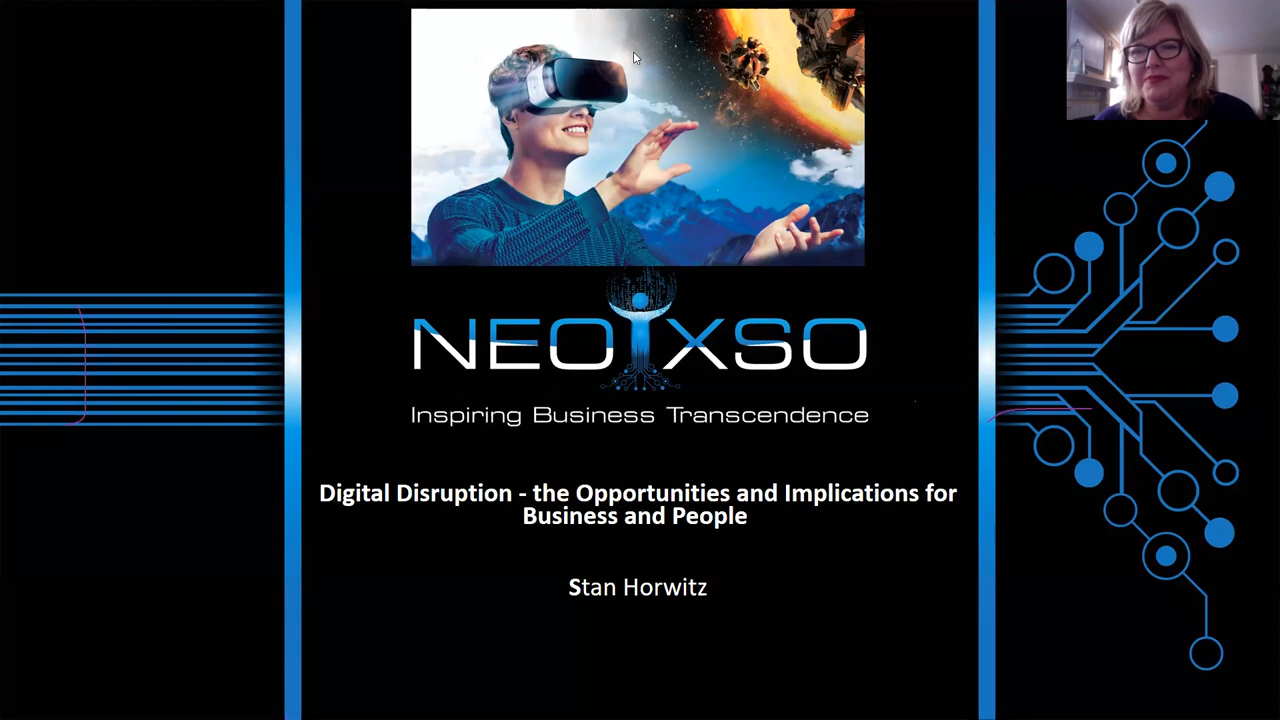 NEOIXSO
Inspiring Business Transcendence
Digital Disruption - the Opportunities and Implications for
Business and People
Stan Horwitz